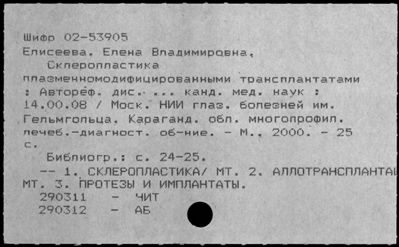 Шифр 02-53905
Елисеева, Елена Владимировна.
Склеропластика
плазменномодифицированными трансплантатами
: Автореф. дис. ... канд. мед. наук :
14.00.08 / Моск. НИИ глаз. болезней им.
Гельмгольца, Караганд. обл. многопрофил.
лечеб.-диагност. об-ние. - М., 2000. - 25
с.
Библиогр.: с. 24-25.
-- 1. СКЛЕРОПЛАСТИКА/ МТ. 2. АЛЛОТРАНСПЛАНТАЦ
МТ. 3. ПРОТЕЗЫ И ИМПЛАНТАТЫ.
290311 - ЧИТ
290312 - АБ